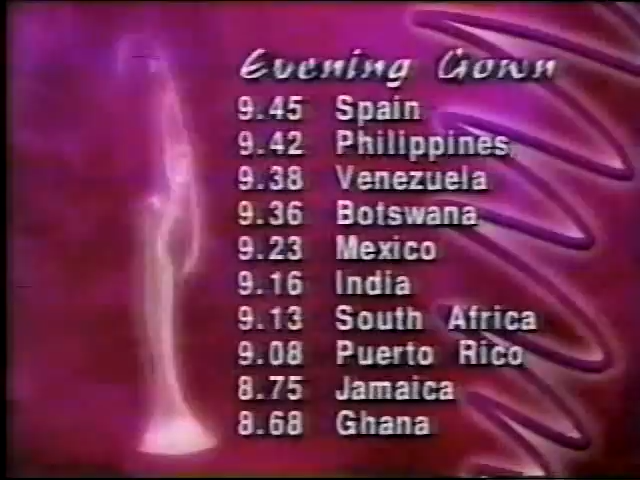 Evening Gown
9.45 Spain
9.42 Philippines
9.38 Venezuela
9.36 Botswana
9.23 Mexico
9.16 India
9.13 South Africa
9.08 Puerto Rico
8.75 Jamaica
8.68 Ghana